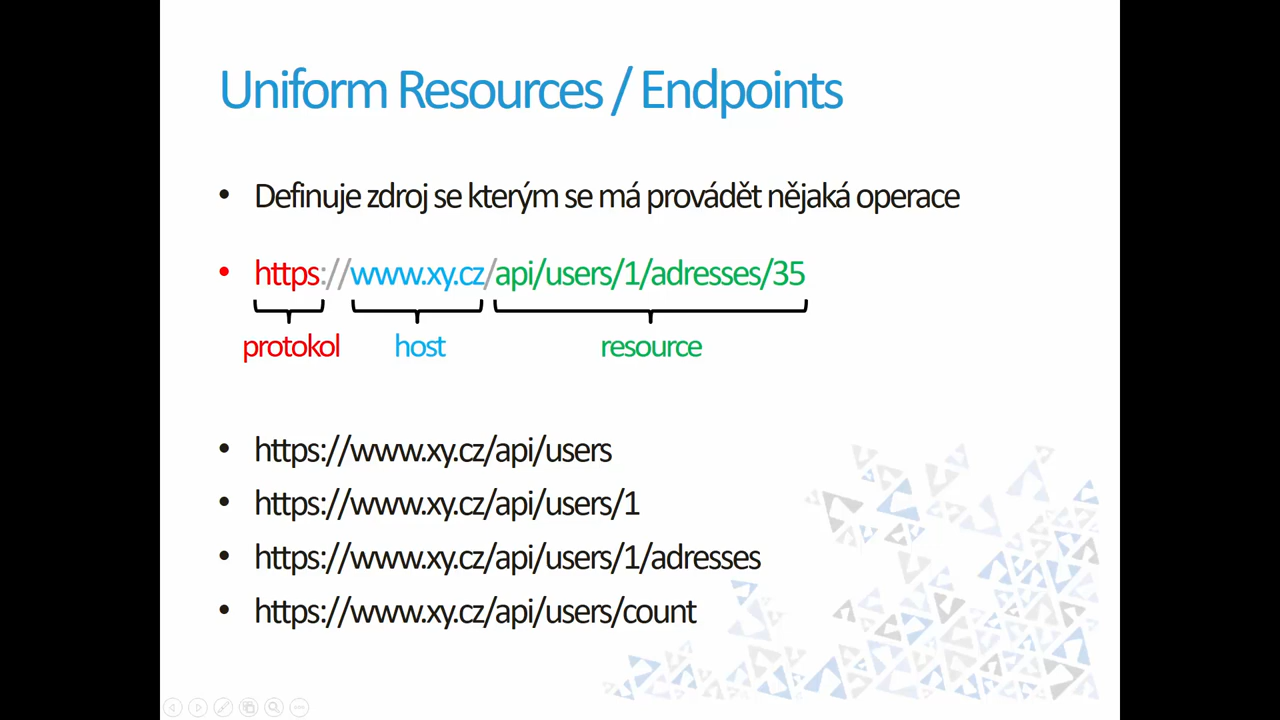 Uniform Resources / Endpoints
• Definuje zdroj se kterým se má provádět nějaká operace
• https://www.xy.cz/api/users/1/adresses/35
protokol host resource
• https://www.xy.cz/api/users
• https://www.xy.cz/api/users/1
• https://www.xy.cz/api/users/1/adresses
• https://www.xy.cz/api/users/count